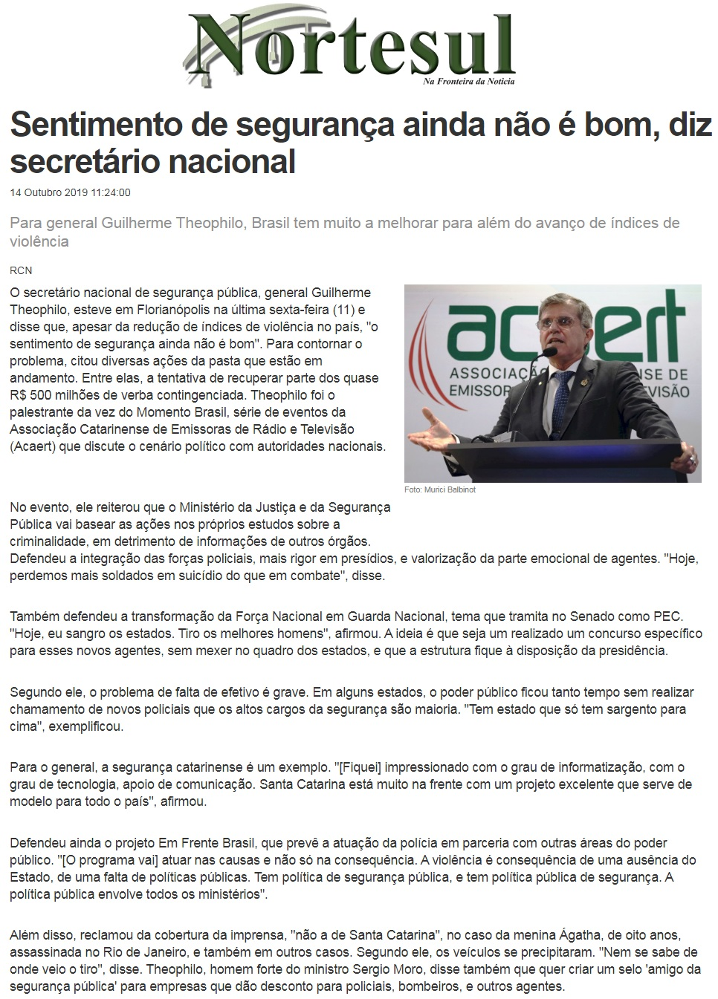 Nortesul
Na Fronteira da Noticia
Sentimento de segurança ainda não é bom, diz
secretário nacional
14 Outubro 2019 11:24:00
Para general Guilherme Theophilo, Brasil tem muito a melhorar para além do avanço de índices de
violência
RCN
O secretário nacional de segurança pública, general Guilherme
Theophilo, esteve em Florianópolis na última sexta-feira (11) e
disse que, apesar da redução de índices de violência no país, "o
sentimento de segurança ainda não é bom". Para contornar o
problema, citou diversas ações da pasta que estão em
andamento. Entre elas, a tentativa de recuperar parte dos quase
R$ 500 milhões de verba contingenciada. Theophilo foi o
palestrante da vez do Momento Brasil, série de eventos da
Associação Catarinense de Emissoras de Rádio e Televisão
(Acaert) que discute o cenário político com autoridades nacionais.
acaert
ASSOCIAÇÃ NSE DE
EMISSOR EVISÃO
Foto: Murici Balbinot
No evento, ele reiterou que o Ministério da Justiça e da Segurança
Pública vai basear as ações nos próprios estudos sobre a
criminalidade, em detrimento de informações de outros órgãos.
Defendeu a integração das forças policiais, mais rigor em presídios, e valorização da parte emocional de agentes. "Hoje,
perdemos mais soldados em suicídio do que em combate", disse.
Também defendeu a transformação da Força Nacional em Guarda Nacional, tema que tramita no Senado como PEC.
"Hoje, eu sangro os estados. Tiro os melhores homens", afirmou. A ideia é que seja um realizado um concurso específico
para esses novos agentes, sem mexer no quadro dos estados, e que a estrutura fique à disposição da presidência.
Segundo ele, o problema de falta de efetivo é grave. Em alguns estados, o poder público ficou tanto tempo sem realizar
chamamento de novos policiais que os altos cargos da segurança são maioria. "Tem estado que só tem sargento para
cima", exemplificou.
Para o general, a segurança catarinense é um exemplo. "[Fiquei] impressionado com o grau de informatização, com o
grau de tecnologia, apoio de comunicação. Santa Catarina está muito na frente com um projeto excelente que serve de
modelo para todo o país", afirmou.
Defendeu ainda o projeto Em Frente Brasil, que prevê a atuação da polícia em parceria com outras áreas do poder
público. "[O programa vai] atuar nas causas e não só na consequência. A violência é consequência de uma ausência do
Estado, de uma falta de políticas públicas. Tem política de segurança pública, e tem política pública de segurança. A
política pública envolve todos os ministérios".
Além disso, reclamou da cobertura da imprensa, "não a de Santa Catarina", no caso da menina Ágatha, de oito anos,
assassinada no Rio de Janeiro, e também em outros casos. Segundo ele, os veículos se precipitaram. "Nem se sabe de
onde veio o tiro", disse. Theophilo, homem forte do ministro Sergio Moro, disse também que quer criar um selo 'amigo da
segurança pública' para empresas que dão desconto para policiais, bombeiros, e outros agentes.